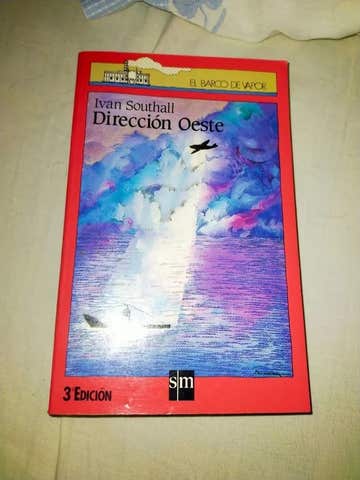 EL BARCO DE VAPOR
Ivan Southall
Dirección Oeste
3ª EDICIÓN
sm